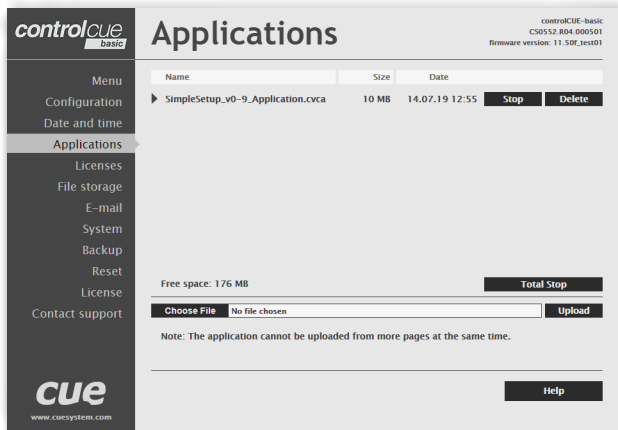 controlcue
basic
Applications
controlCUE-basic
CS0552.R04.000501
firmware version: 11.50f_test01
Menu
Configuration
Date and time
Applications
Licenses
File storage
E-mail
System
Backup
Reset
License
Contact support
Name Size Date
SimpleSetup_v0-9_Application.cvca 10 MB 14.07.19 12:55 Stop Delete
Free space: 176 MB Total Stop
Choose File No file chosen Upload
Note: The application cannot be uploaded from more pages at the same time.
Help
cue
www.cuesystem.com